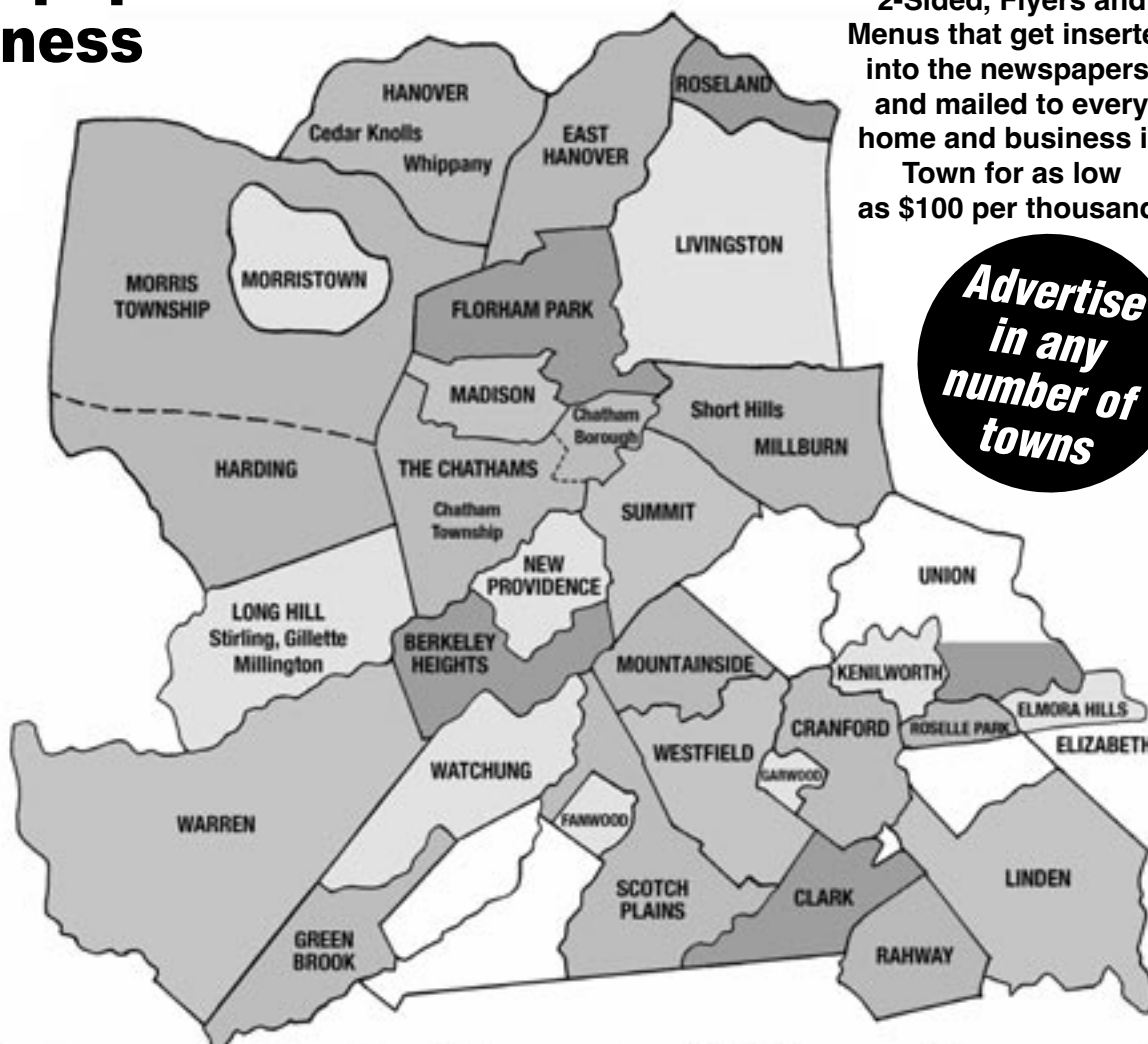 ness
2-Sided, Flyers and
Menus that get inserte
into the newspapers
and mailed to every
home and business i
Town for as low
as $100 per thousand
Advertise
in any
number of
towns
HANOVER
Cedar Knolls
Whippany
EAST
HANOVER
ROSELAND
LIVINGSTON
MORRIS
TOWNSHIP
MORRISTOWN
FLORHAM PARK
MADISON
Chatham
Borough
Short Hills
MILLBURN
HARDING
THE CHATHAMS
Chatham
Township
SUMMIT
NEW
PROVIDENCE
UNION
LONG HILL
Stirling, Gillette
Millington
BERKELEY
HEIGHTS
MOUNTAINSIDE
KENILWORTH
ELMORA HILLS
ROSELLE PARK
ELIZABETH
CRANFORD
WESTFIELD
GARWOOD
WATCHUNG
WARREN
FANWOOD
SCOTCH
PLAINS
CLARK
LINDEN
GREEN
BROOK
RAHWAY